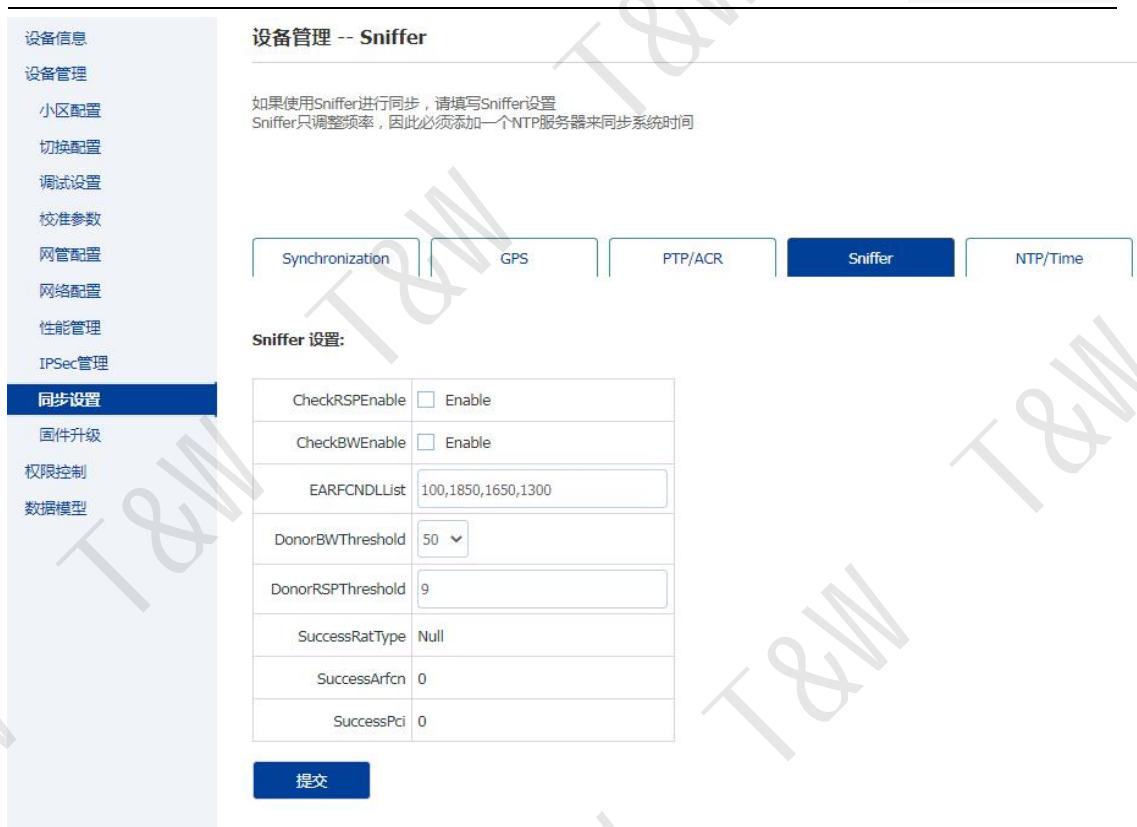 设备信息
设备管理
小区配置
切换配置
调试设置
校准参数
网管配置
网络配置
性能管理
IPSec管理
同步设置
固件升级
权限控制
数据模型
设备管理 -- Sniffer
如果使用Sniffer进行同步，请填写Sniffer设置
Sniffer只调整频率，因此必须添加一个NTP服务器来同步系统时间
Synchronization GPS PTP/ACR Sniffer NTP/Time
Sniffer 设置:
CheckRSPEnable Enable
CheckBWEnable Enable
EARFCNDLList 100,1850,1650,1300
DonorBWThreshold 50
DonorRSPThreshold 9
SuccessRatType Null
SuccessArfcn 0
SuccessPci 0
提交
T&W
T&W
T&W
T&W
T&W